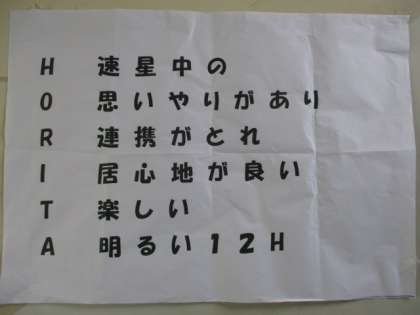 H 速星中の
O 思いやりがあり
R 連携がとれ
I 居心地が良い
T 楽しい
A 明るい12H